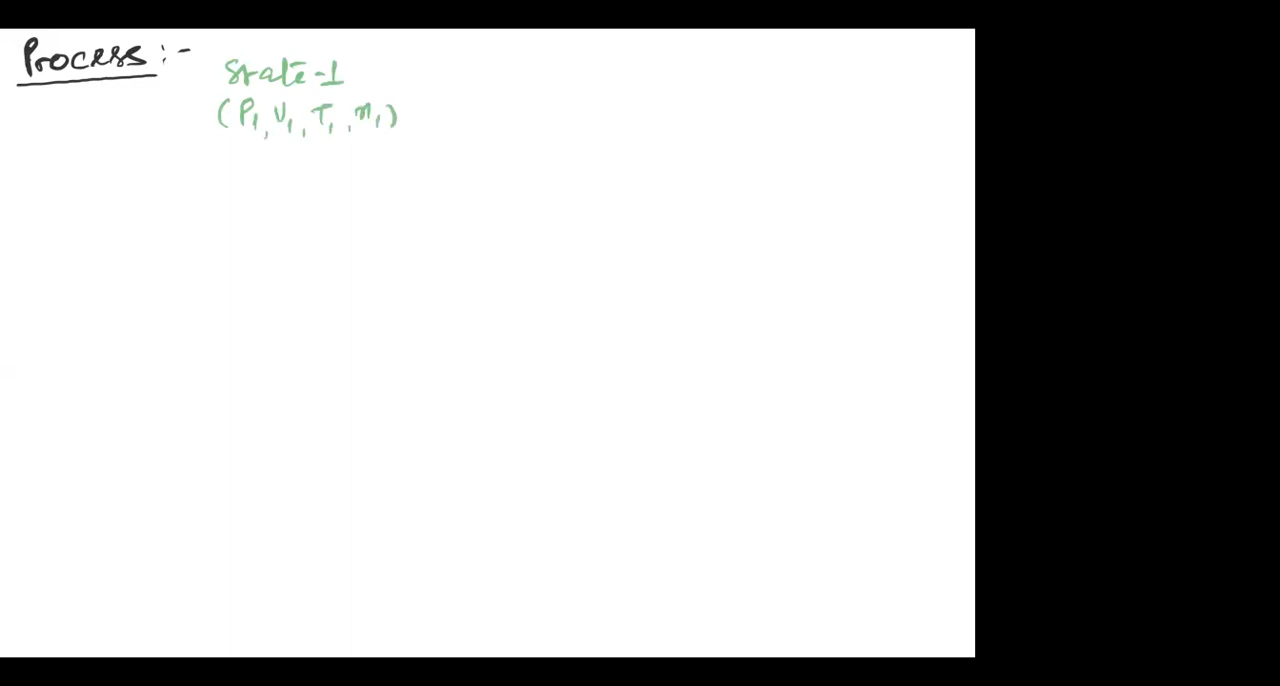 Process :-
State-1
(P1, V1, T1, n1)